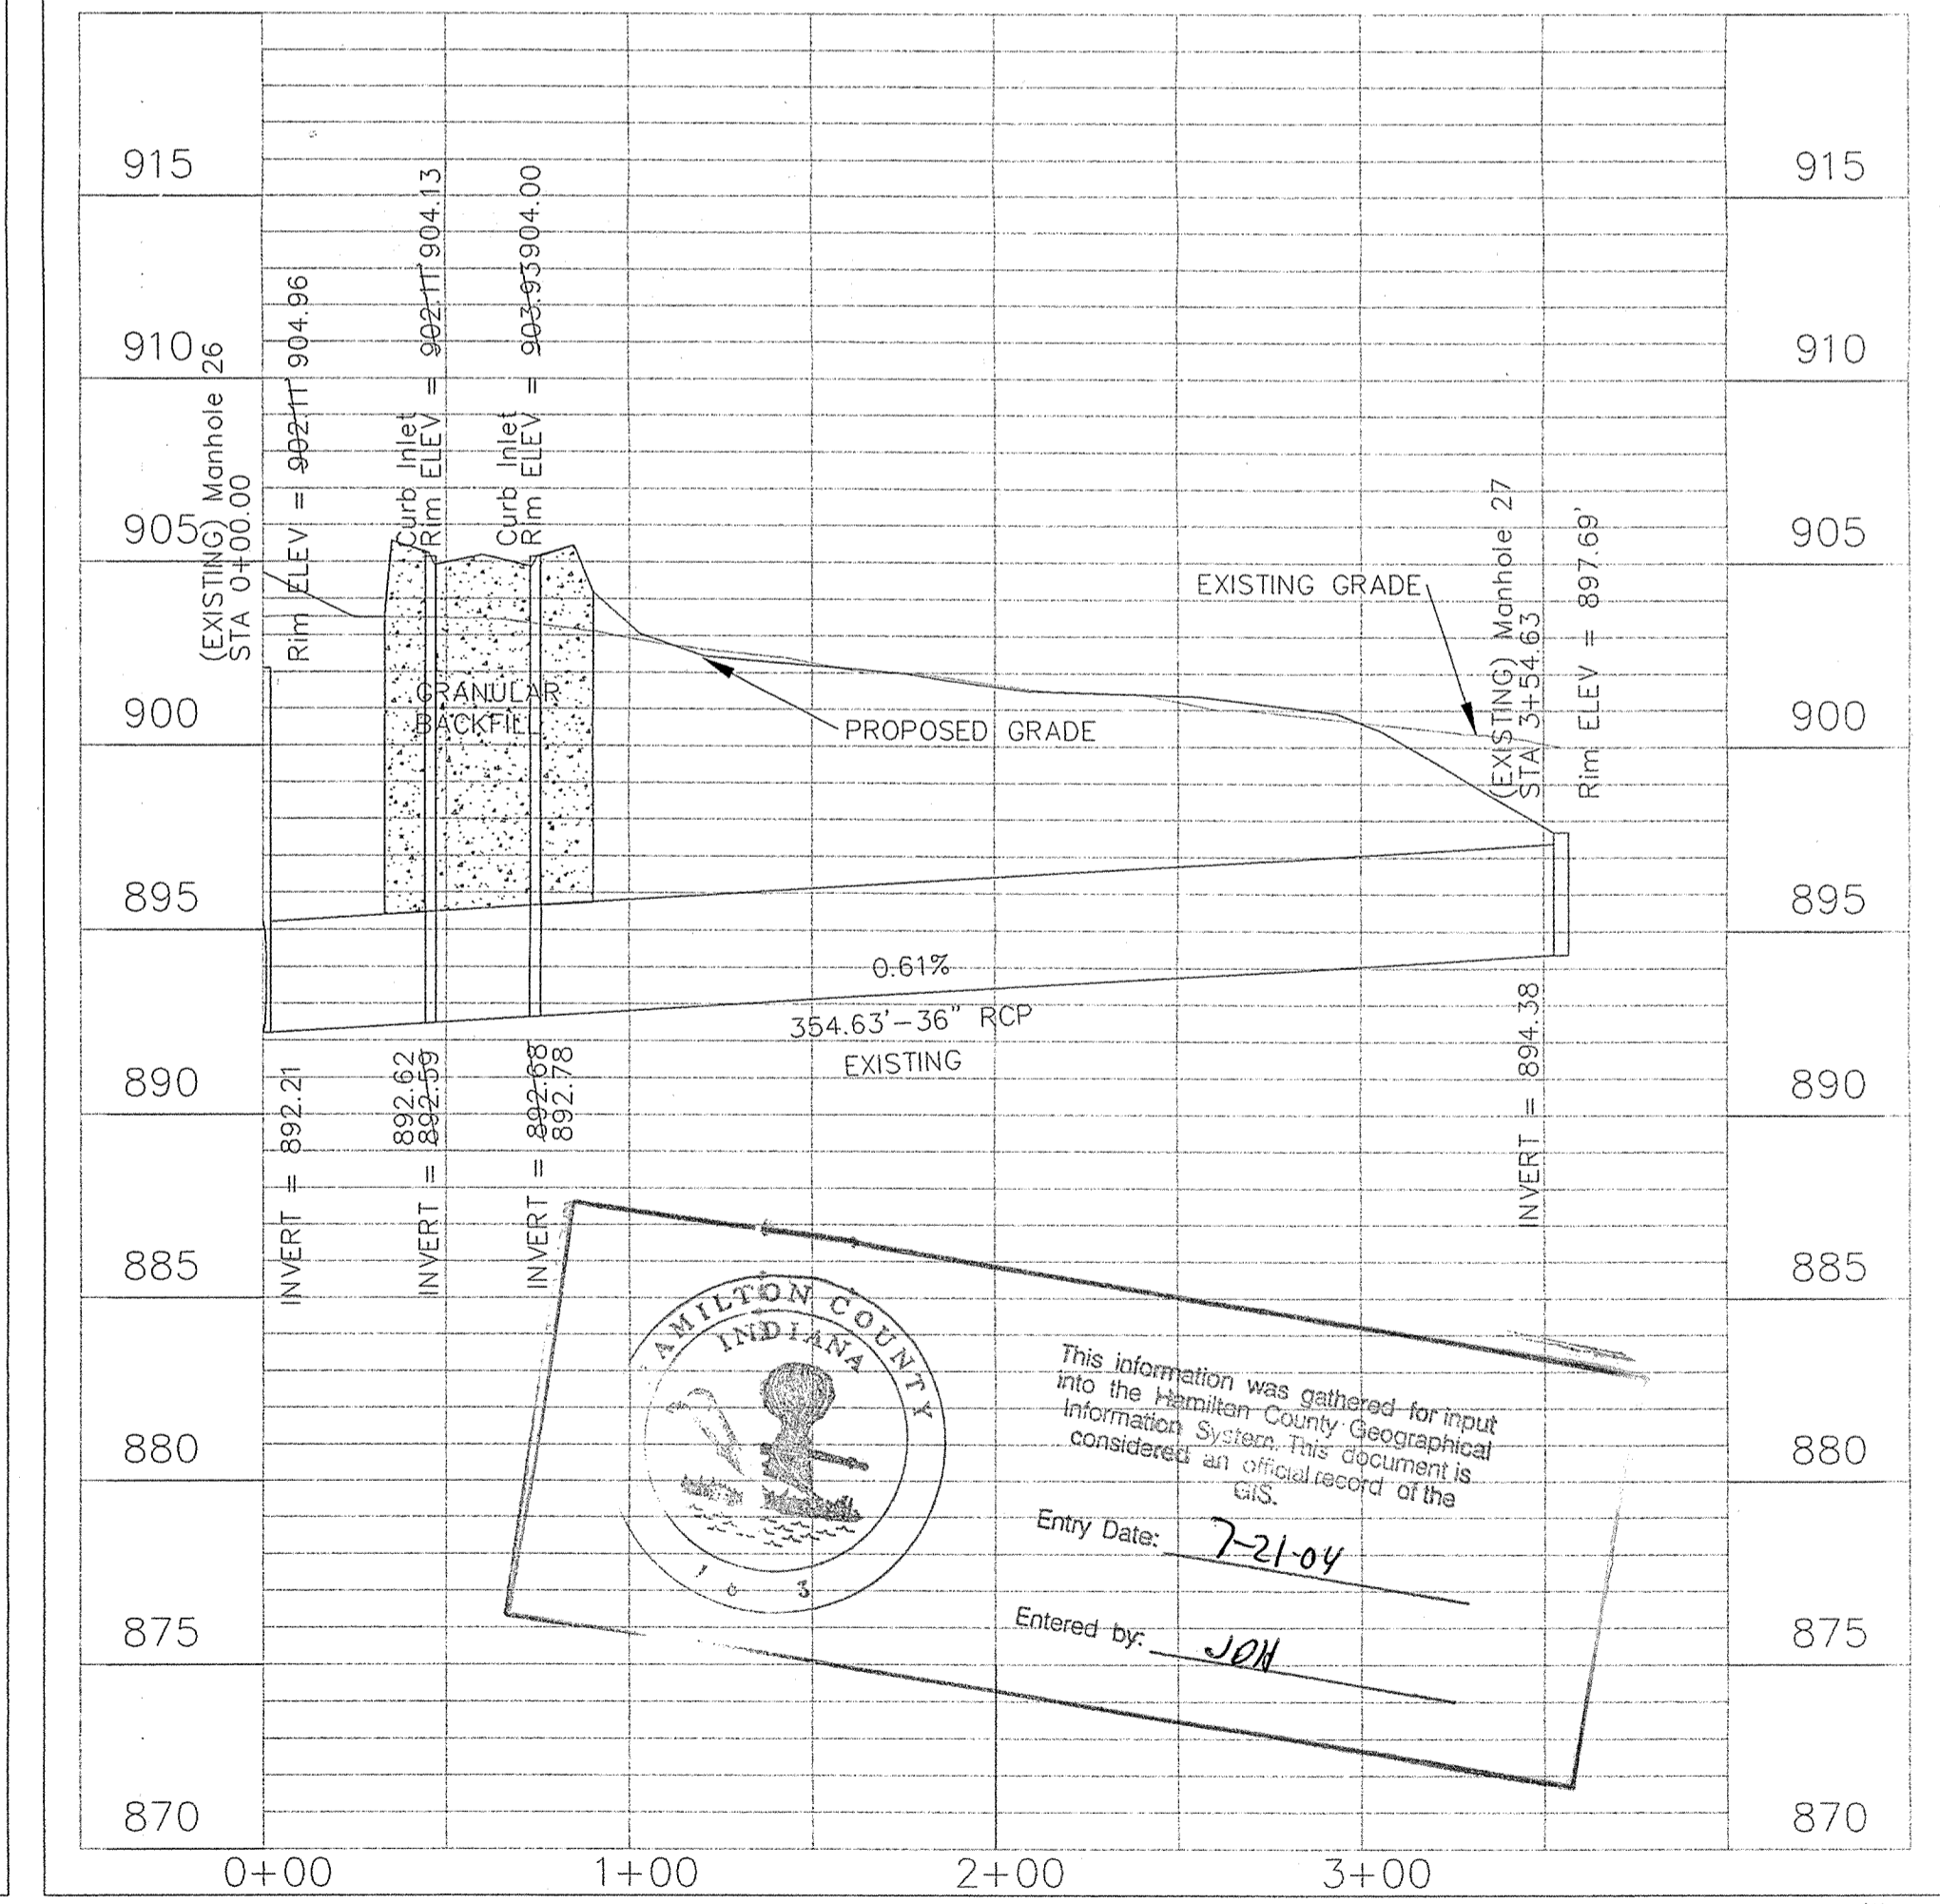 915
910
905
900
895
890
885
880
875
870
915
910
905
900
895
890
885
880
875
870
(EXISTING) Manhole 26
STA 0+00.00
Rim ELEV = 902.11 904.96
Curb Inlet
Rim ELEV = 902.11 904.13
Curb Inlet
Rim ELEV = 903.93 904.00
GRANULAR
BACKFILL
PROPOSED GRADE
EXISTING GRADE
(EXISTING) Manhole 27
STA 3+54.63
Rim ELEV = 897.69'
0.61%
354.63'-36" RCP
EXISTING
INVERT = 892.21
892.62
INVERT = 892.59
INVERT = 892.68
892.78
INVERT = 894.38
AMILTON COUNTY
INDIANA
This information was gathered for input
into the Hamilton County Geographical
Information System. This document is
considered an official record of the
GIS.
Entry Date: 7-21-04
Entered by: JDH
0+00
1+00
2+00
3+00